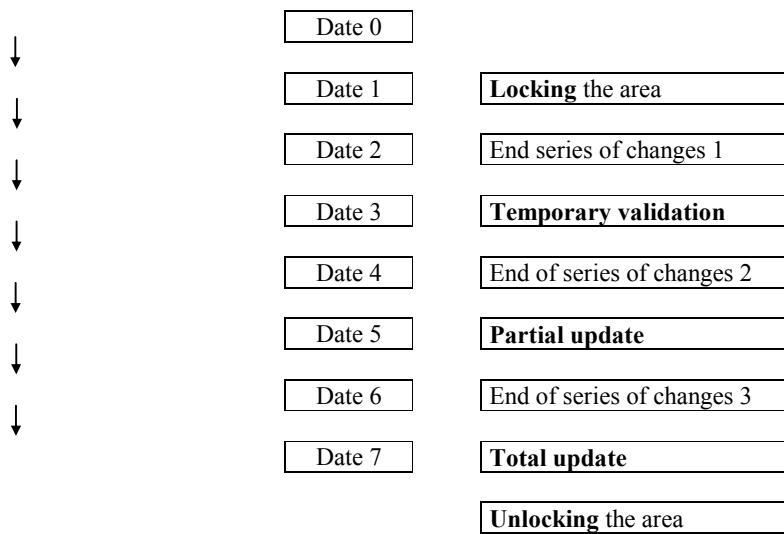 Date 0
Date 1 Locking the area
Date 2 End series of changes 1
Date 3 Temporary validation
Date 4 End of series of changes 2
Date 5 Partial update
Date 6 End of series of changes 3
Date 7 Total update
Unlocking the area